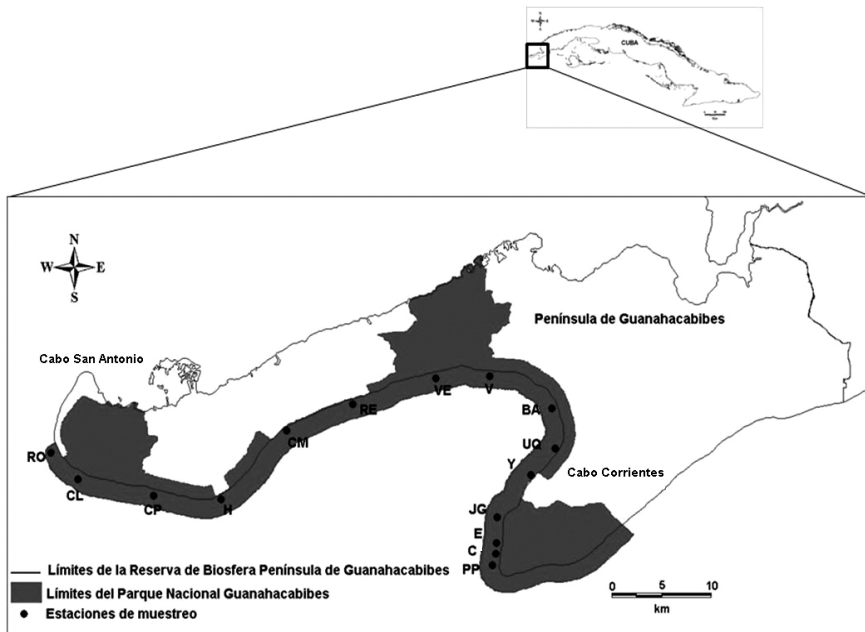 CUBA
N
W E
S
Península de Guanahacabibes
Cabo San Antonio
VE
V
RE
BA
CM
UQ
RO
Y
Cabo Corrientes
CL
CP
H
JG
E
C
PP
Límites de la Reserva de Biosfera Península de Guanahacabibes
Límites del Parque Nacional Guanahacabibes
Estaciones de muestreo
0 5 10
km